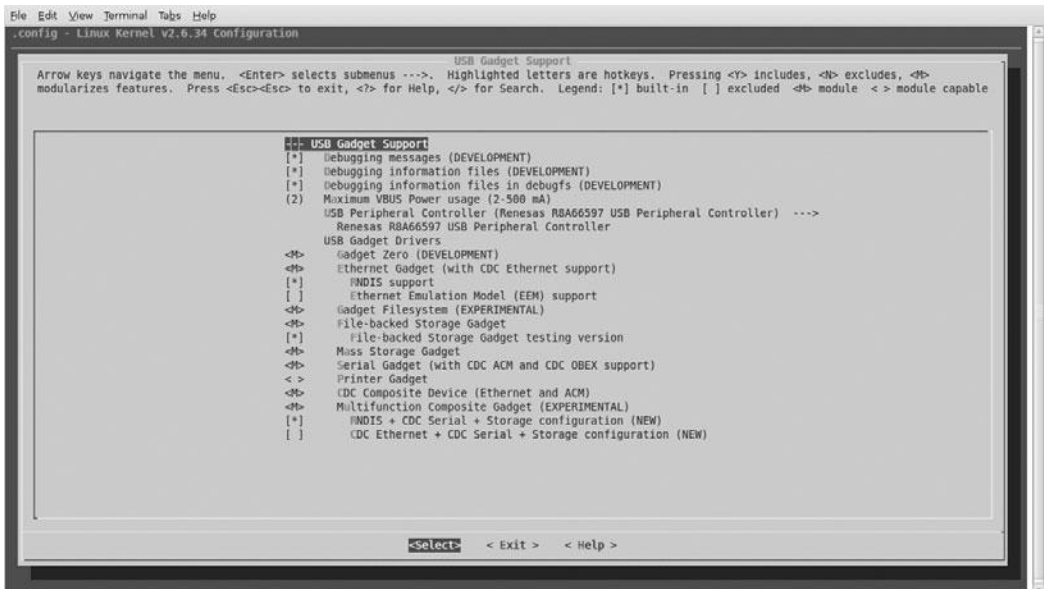 File Edit View Terminal Tabs Help
.config - Linux Kernel v2.6.34 Configuration
USB Gadget Support
Arrow keys navigate the menu. <Enter> selects submenus --->. Highlighted letters are hotkeys. Pressing <Y> includes, <N> excludes, <M>
modularizes features. Press <Esc><Esc> to exit, <?> for Help, </> for Search. Legend: [*] built-in [ ] excluded <M> module < > module capable
--- USB Gadget Support
[*] Debugging messages (DEVELOPMENT)
[*] Debugging information files (DEVELOPMENT)
[*] Debugging information files in debugfs (DEVELOPMENT)
(2) Maximum VBUS Power usage (2-500 mA)
USB Peripheral Controller (Renesas R8A66597 USB Peripheral Controller) --->
Renesas R8A66597 USB Peripheral Controller
USB Gadget Drivers
<M> Gadget Zero (DEVELOPMENT)
<M> Ethernet Gadget (with CDC Ethernet support)
[*] RNDIS support
[ ] Ethernet Emulation Model (EEM) support
<M> Gadget Filesystem (EXPERIMENTAL)
<M> File-backed Storage Gadget
[*] File-backed Storage Gadget testing version
<M> Mass Storage Gadget
<M> Serial Gadget (with CDC ACM and CDC OBEX support)
< > Printer Gadget
<M> CDC Composite Device (Ethernet and ACM)
<M> Multifunction Composite Gadget (EXPERIMENTAL)
[*] RNDIS + CDC Serial + Storage configuration (NEW)
[ ] CDC Ethernet + CDC Serial + Storage configuration (NEW)
<Select> < Exit > < Help >